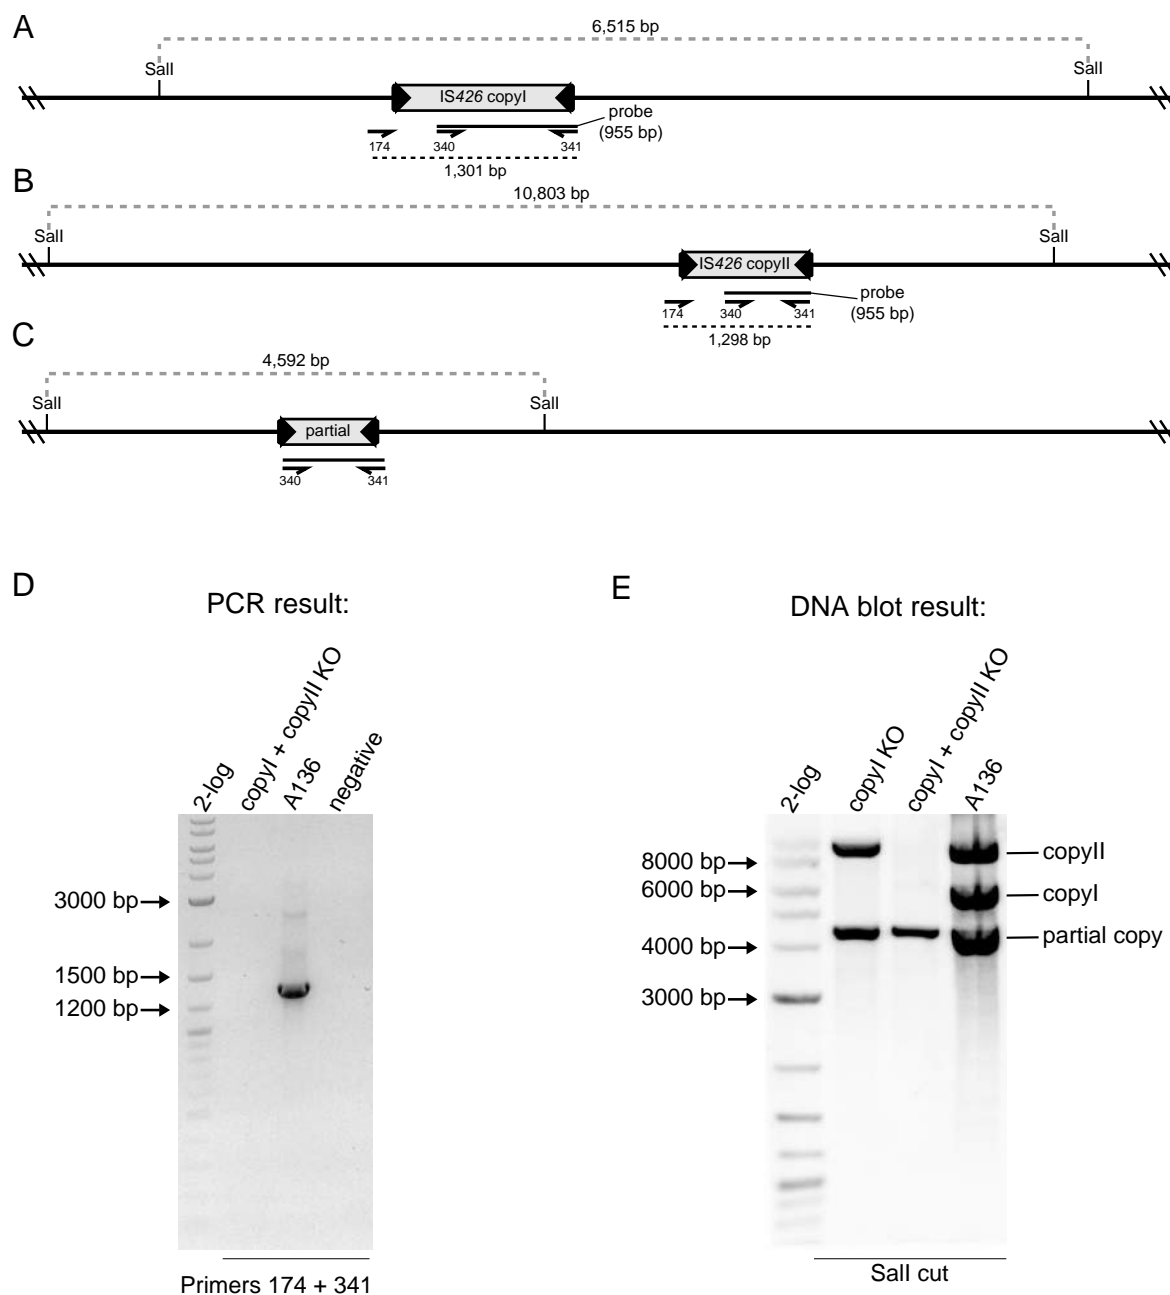 A
6,515 bp
SalI
SalI
IS426 copyI
probe
(955 bp)
174
340
341
1,301 bp
B
10,803 bp
SalI
SalI
IS426 copyII
probe
(955 bp)
174
340
341
1,298 bp
C
4,592 bp
SalI
SalI
partial
340
341
D
PCR result:
2-log
copyI + copyII KO
A136
negative
3000 bp
1500 bp
1200 bp
Primers 174 + 341
E
DNA blot result:
2-log
copyI KO
copyI + copyII KO
A136
8000 bp
6000 bp
4000 bp
3000 bp
copyII
copyI
partial copy
SalI cut